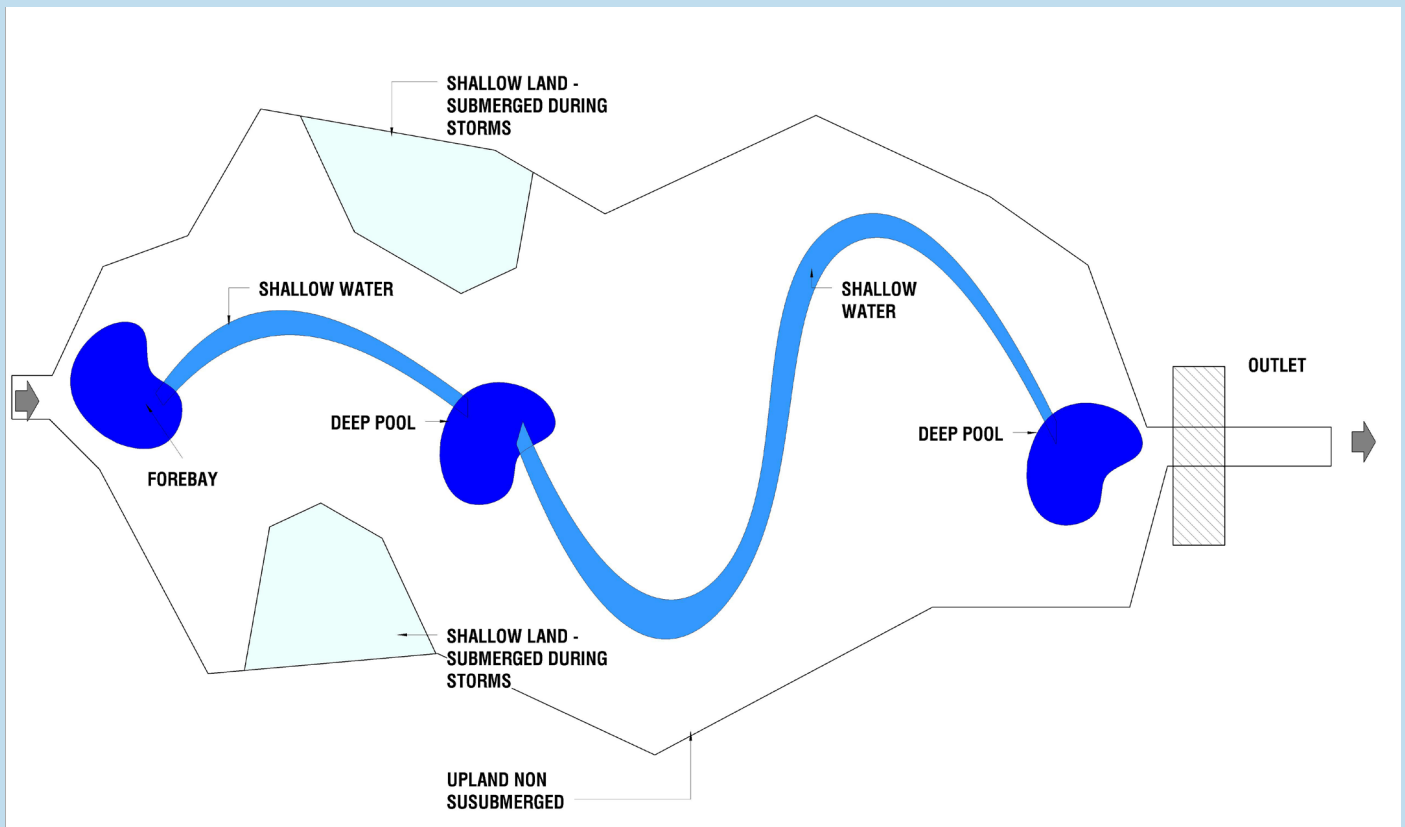 SHALLOW LAND -
SUBMERGED DURING
STORMS
SHALLOW WATER
SHALLOW
WATER
OUTLET
DEEP POOL
DEEP POOL
FOREBAY
SHALLOW LAND -
SUBMERGED DURING
STORMS
UPLAND NON
SUSUBMERGED